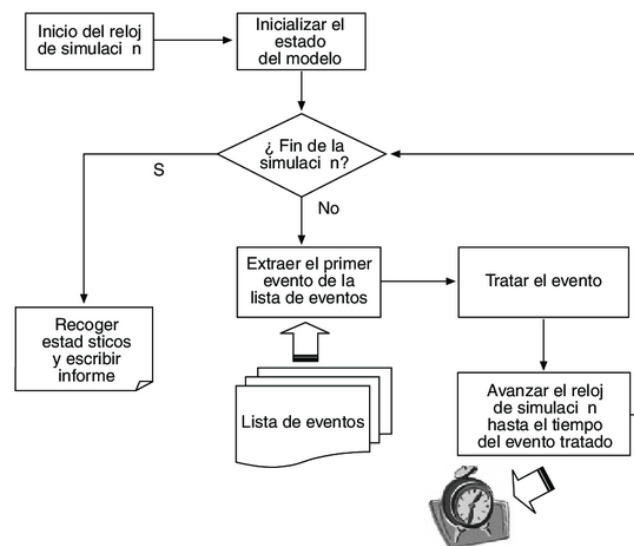 Inicio del reloj
de simulaci n
Inicializar el
estado
del modelo
¿ Fin de la
simulaci n?
S
No
Extraer el primer
evento de la
lista de eventos
Tratar el evento
Recoger
estad sticos
y escribir
informe
Lista de eventos
Avanzar el reloj
de simulaci n
hasta el tiempo
del evento tratado